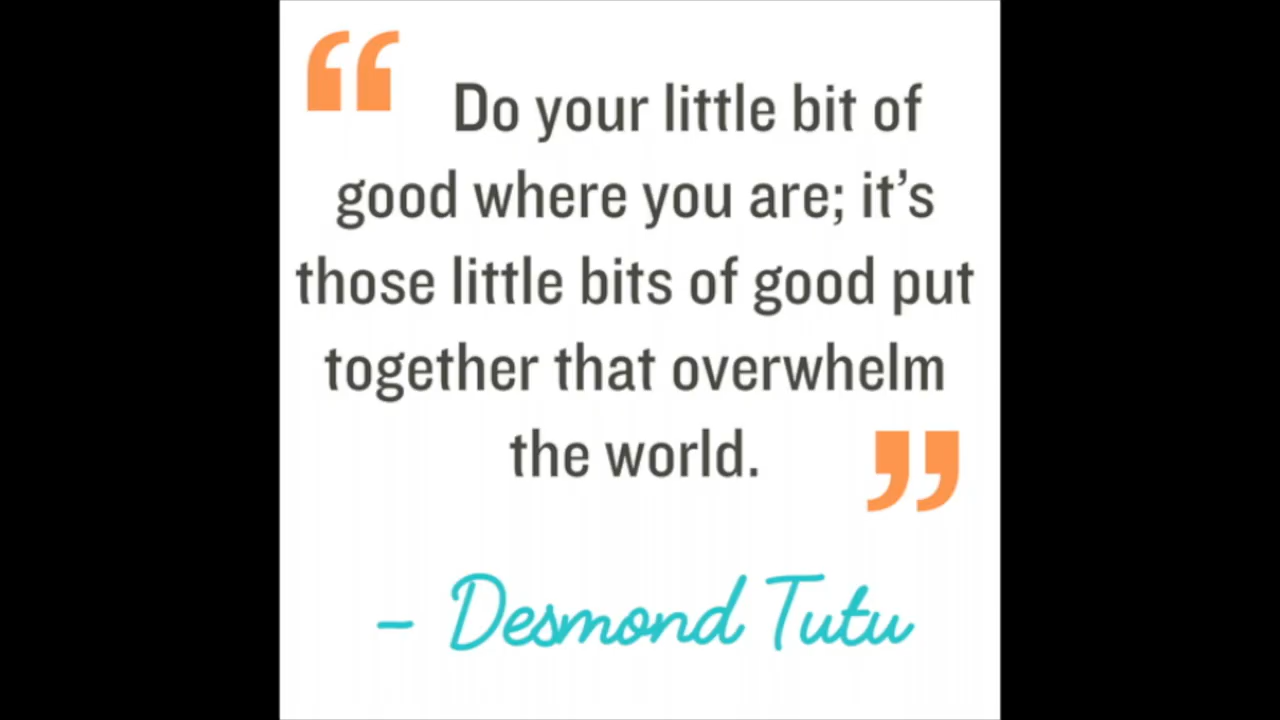 “ Do your little bit of
good where you are; it’s
those little bits of good put
together that overwhelm
the world. ”
– Desmond Tutu